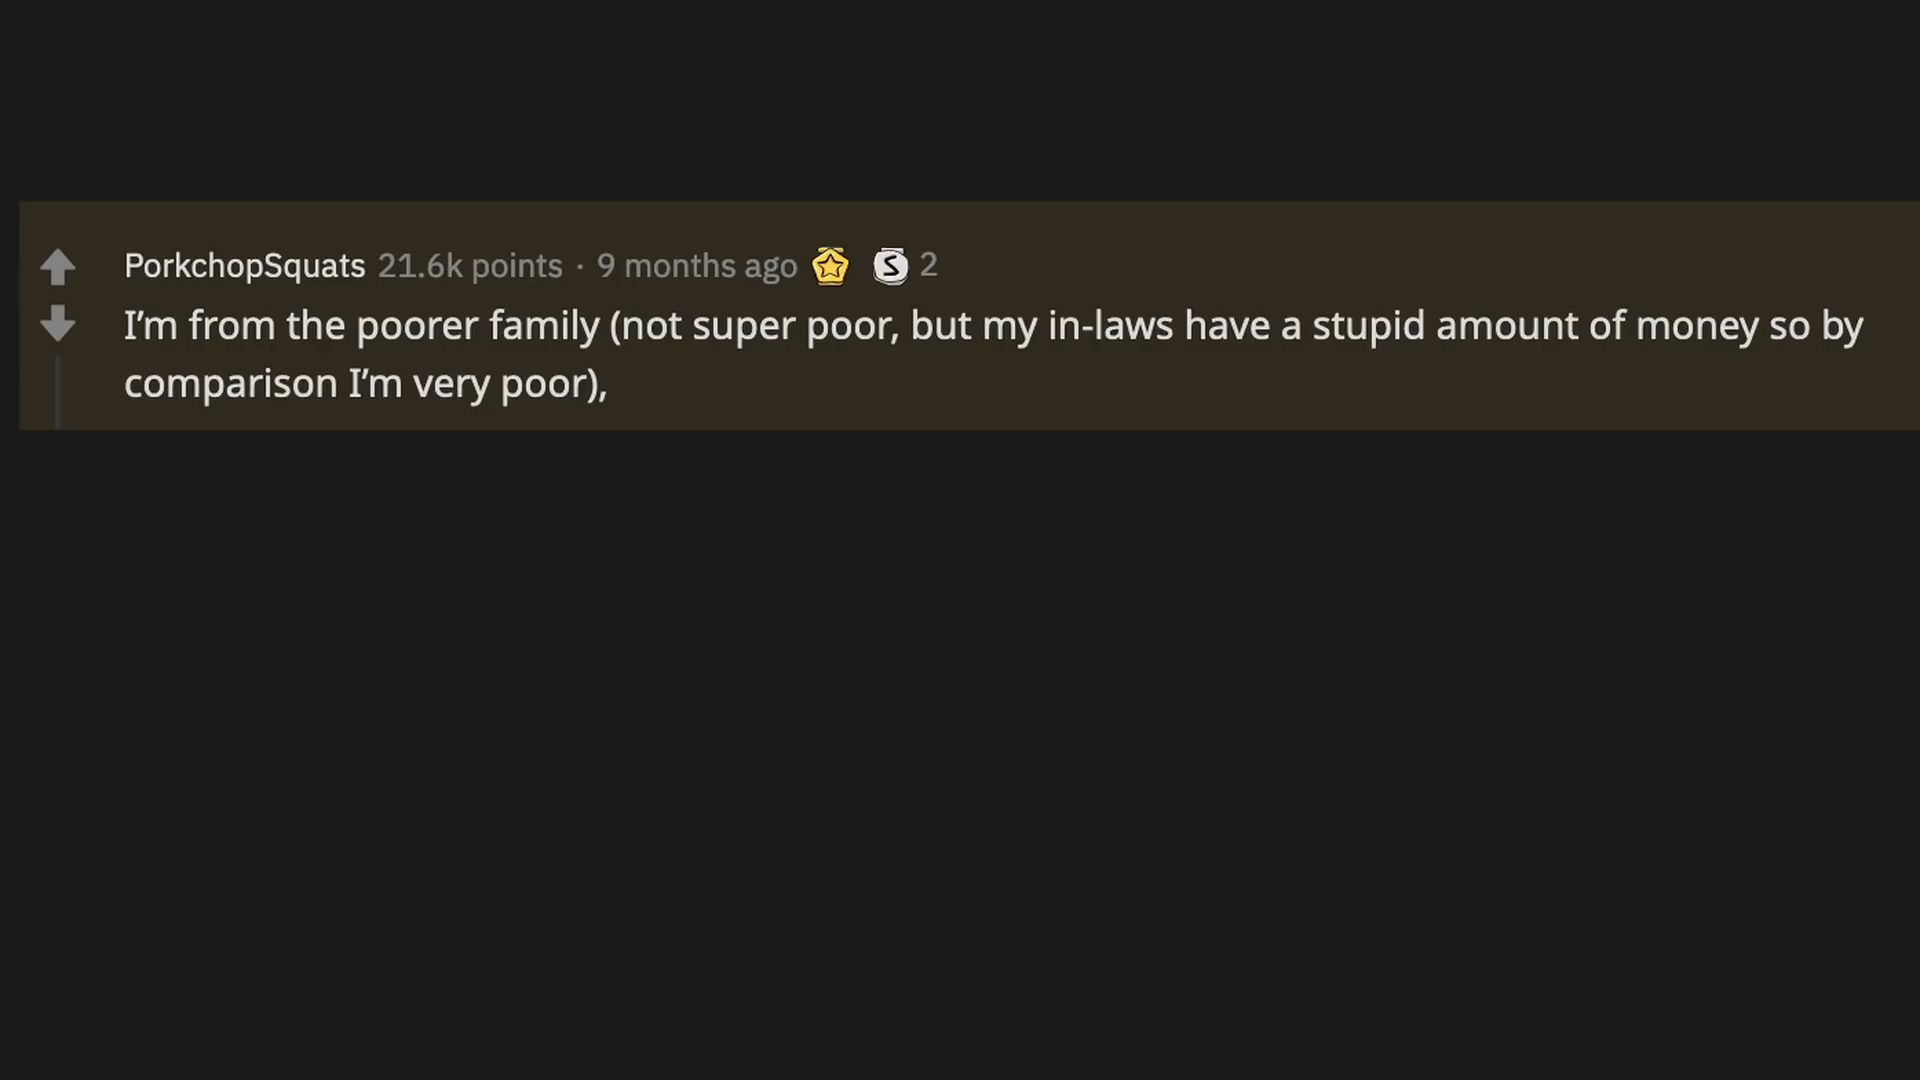 PorkchopSquats 21.6k points · 9 months ago 2
I’m from the poorer family (not super poor, but my in-laws have a stupid amount of money so by
comparison I’m very poor),